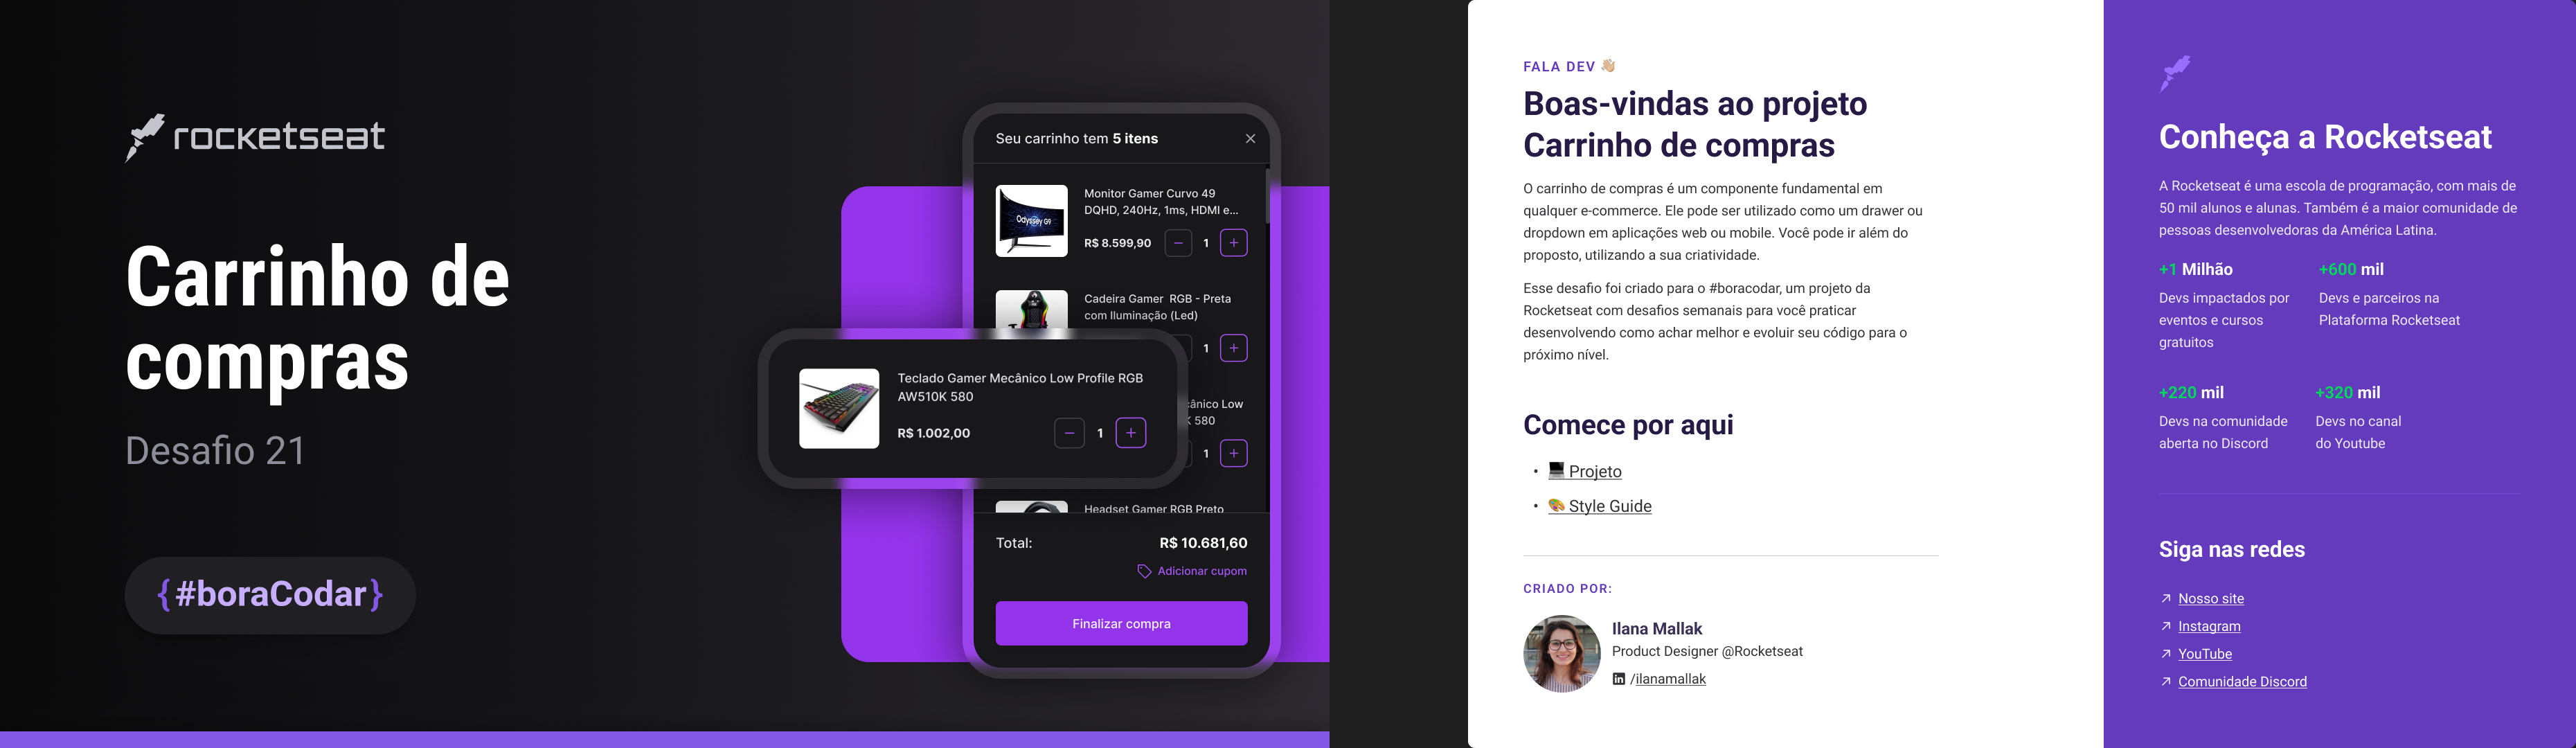 rocketseat
Carrinho de
compras
Desafio 21
{ #boraCodar }
Seu carrinho tem 5 itens
Odyssey G9
Monitor Gamer Curvo 49
DQHD, 240Hz, 1ms, HDMI e...
R$ 8.599,90
1
Cadeira Gamer RGB - Preta
com Iluminação (Led)
1
Teclado Gamer Mecânico Low Profile RGB
AW510K 580
R$ 1.002,00
1
Low
580
1
Headset Gamer RGB Preto
Total:
R$ 10.681,60
Adicionar cupom
Finalizar compra
FALA DEV 👋🏼
Boas-vindas ao projeto
Carrinho de compras
O carrinho de compras é um componente fundamental em
qualquer e-commerce. Ele pode ser utilizado como um drawer ou
dropdown em aplicações web ou mobile. Você pode ir além do
proposto, utilizando a sua criatividade.
Esse desafio foi criado para o #boracodar, um projeto da
Rocketseat com desafios semanais para você praticar
desenvolvendo como achar melhor e evoluir seu código para o
próximo nível.
Comece por aqui
• 💻 Projeto
• 🎨 Style Guide
CRIADO POR:
Ilana Mallak
Product Designer @Rocketseat
in /ilanamallak
Conheça a Rocketseat
A Rocketseat é uma escola de programação, com mais de
50 mil alunos e alunas. Também é a maior comunidade de
pessoas desenvolvedoras da América Latina.
+1 Milhão
Devs impactados por
eventos e cursos
gratuitos
+600 mil
Devs e parceiros na
Plataforma Rocketseat
+220 mil
Devs na comunidade
aberta no Discord
+320 mil
Devs no canal
do Youtube
Siga nas redes
↗ Nosso site
↗ Instagram
↗ YouTube
↗ Comunidade Discord